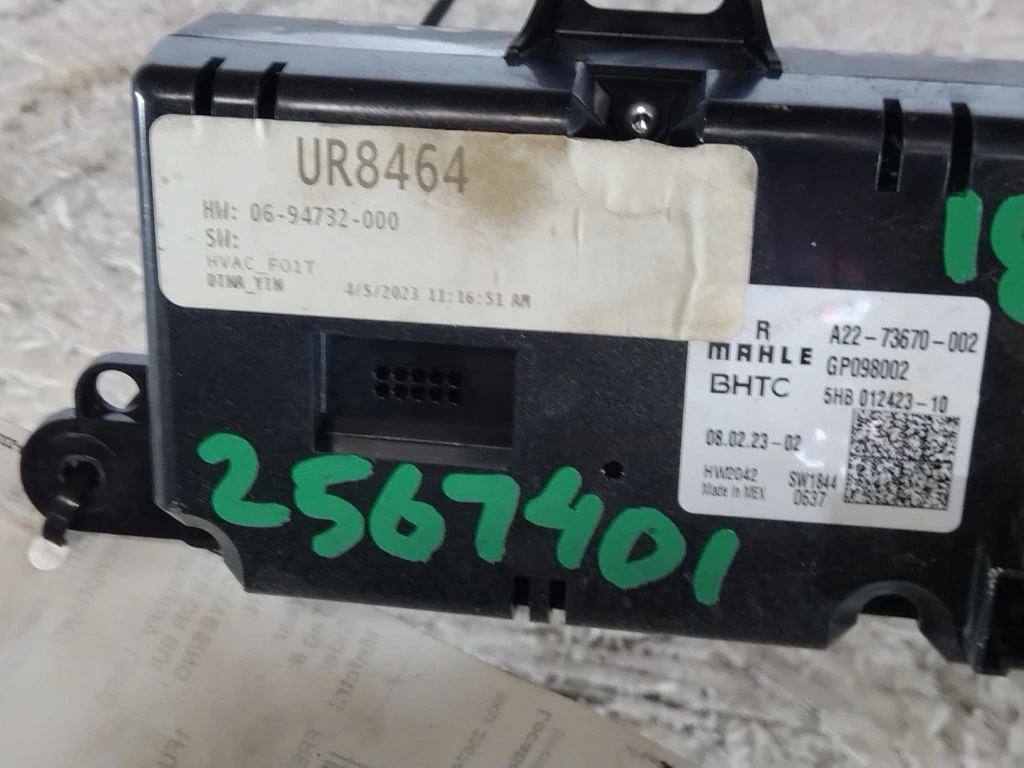 UR8464
HW: 06-94732-000
SW:
HVAC_F01T
DTNA_YTN 4/5/2023 11:16:51 AM
R
MAHLE
BHTC
A22-73670-002
GP098002
5HB 012423-10
08.02.23-02
HW2042
Made in MEX
SW1844
0637
2567401